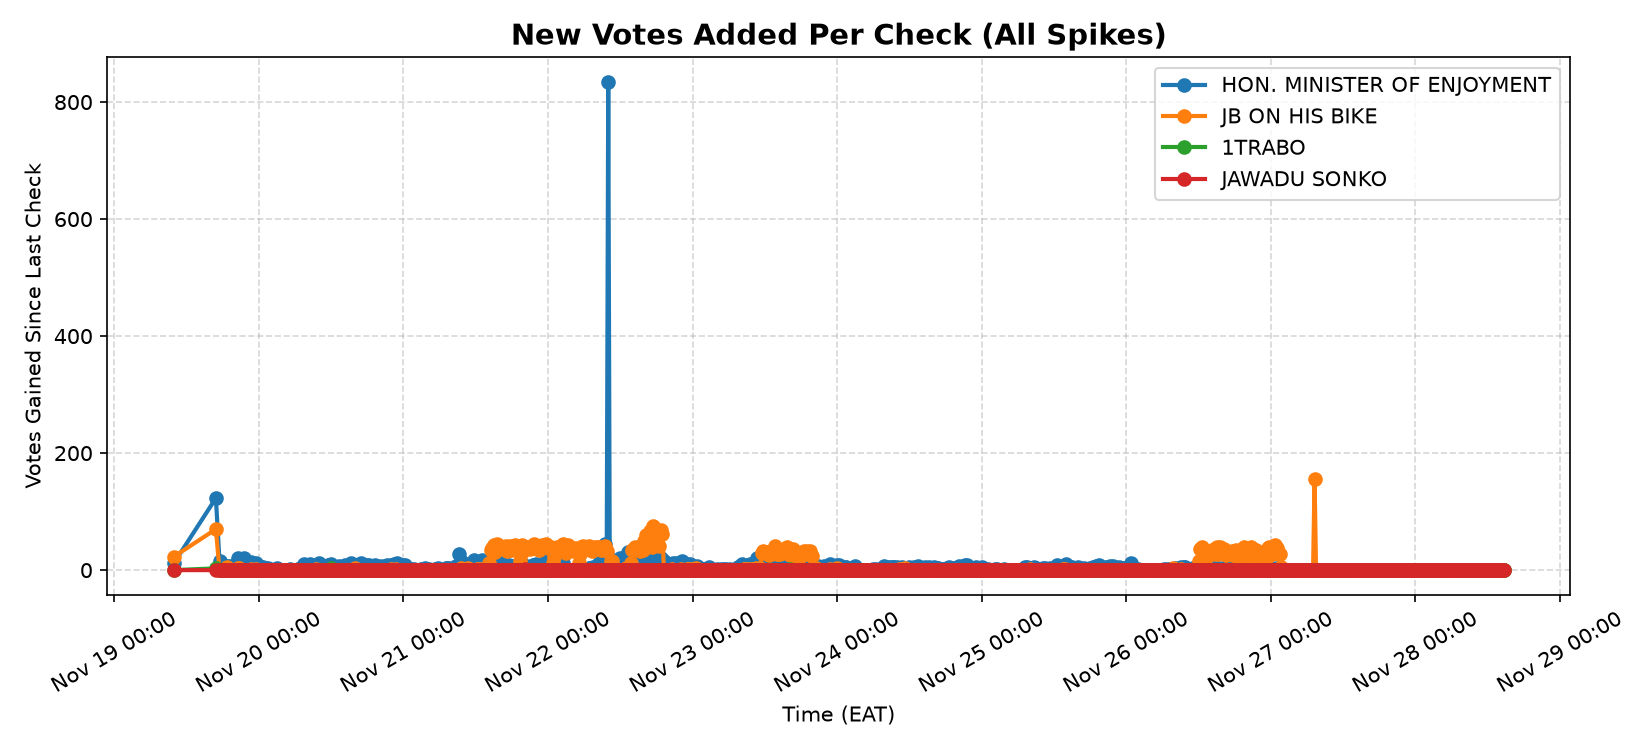 New Votes Added Per Check (All Spikes)
HON. MINISTER OF ENJOYMENT
JB ON HIS BIKE
1TRABO
JAWADU SONKO
Votes Gained Since Last Check
800
600
400
200
0
Nov 19 00:00
Nov 20 00:00
Nov 21 00:00
Nov 22 00:00
Nov 23 00:00
Nov 24 00:00
Nov 25 00:00
Nov 26 00:00
Nov 27 00:00
Nov 28 00:00
Nov 29 00:00
Time (EAT)